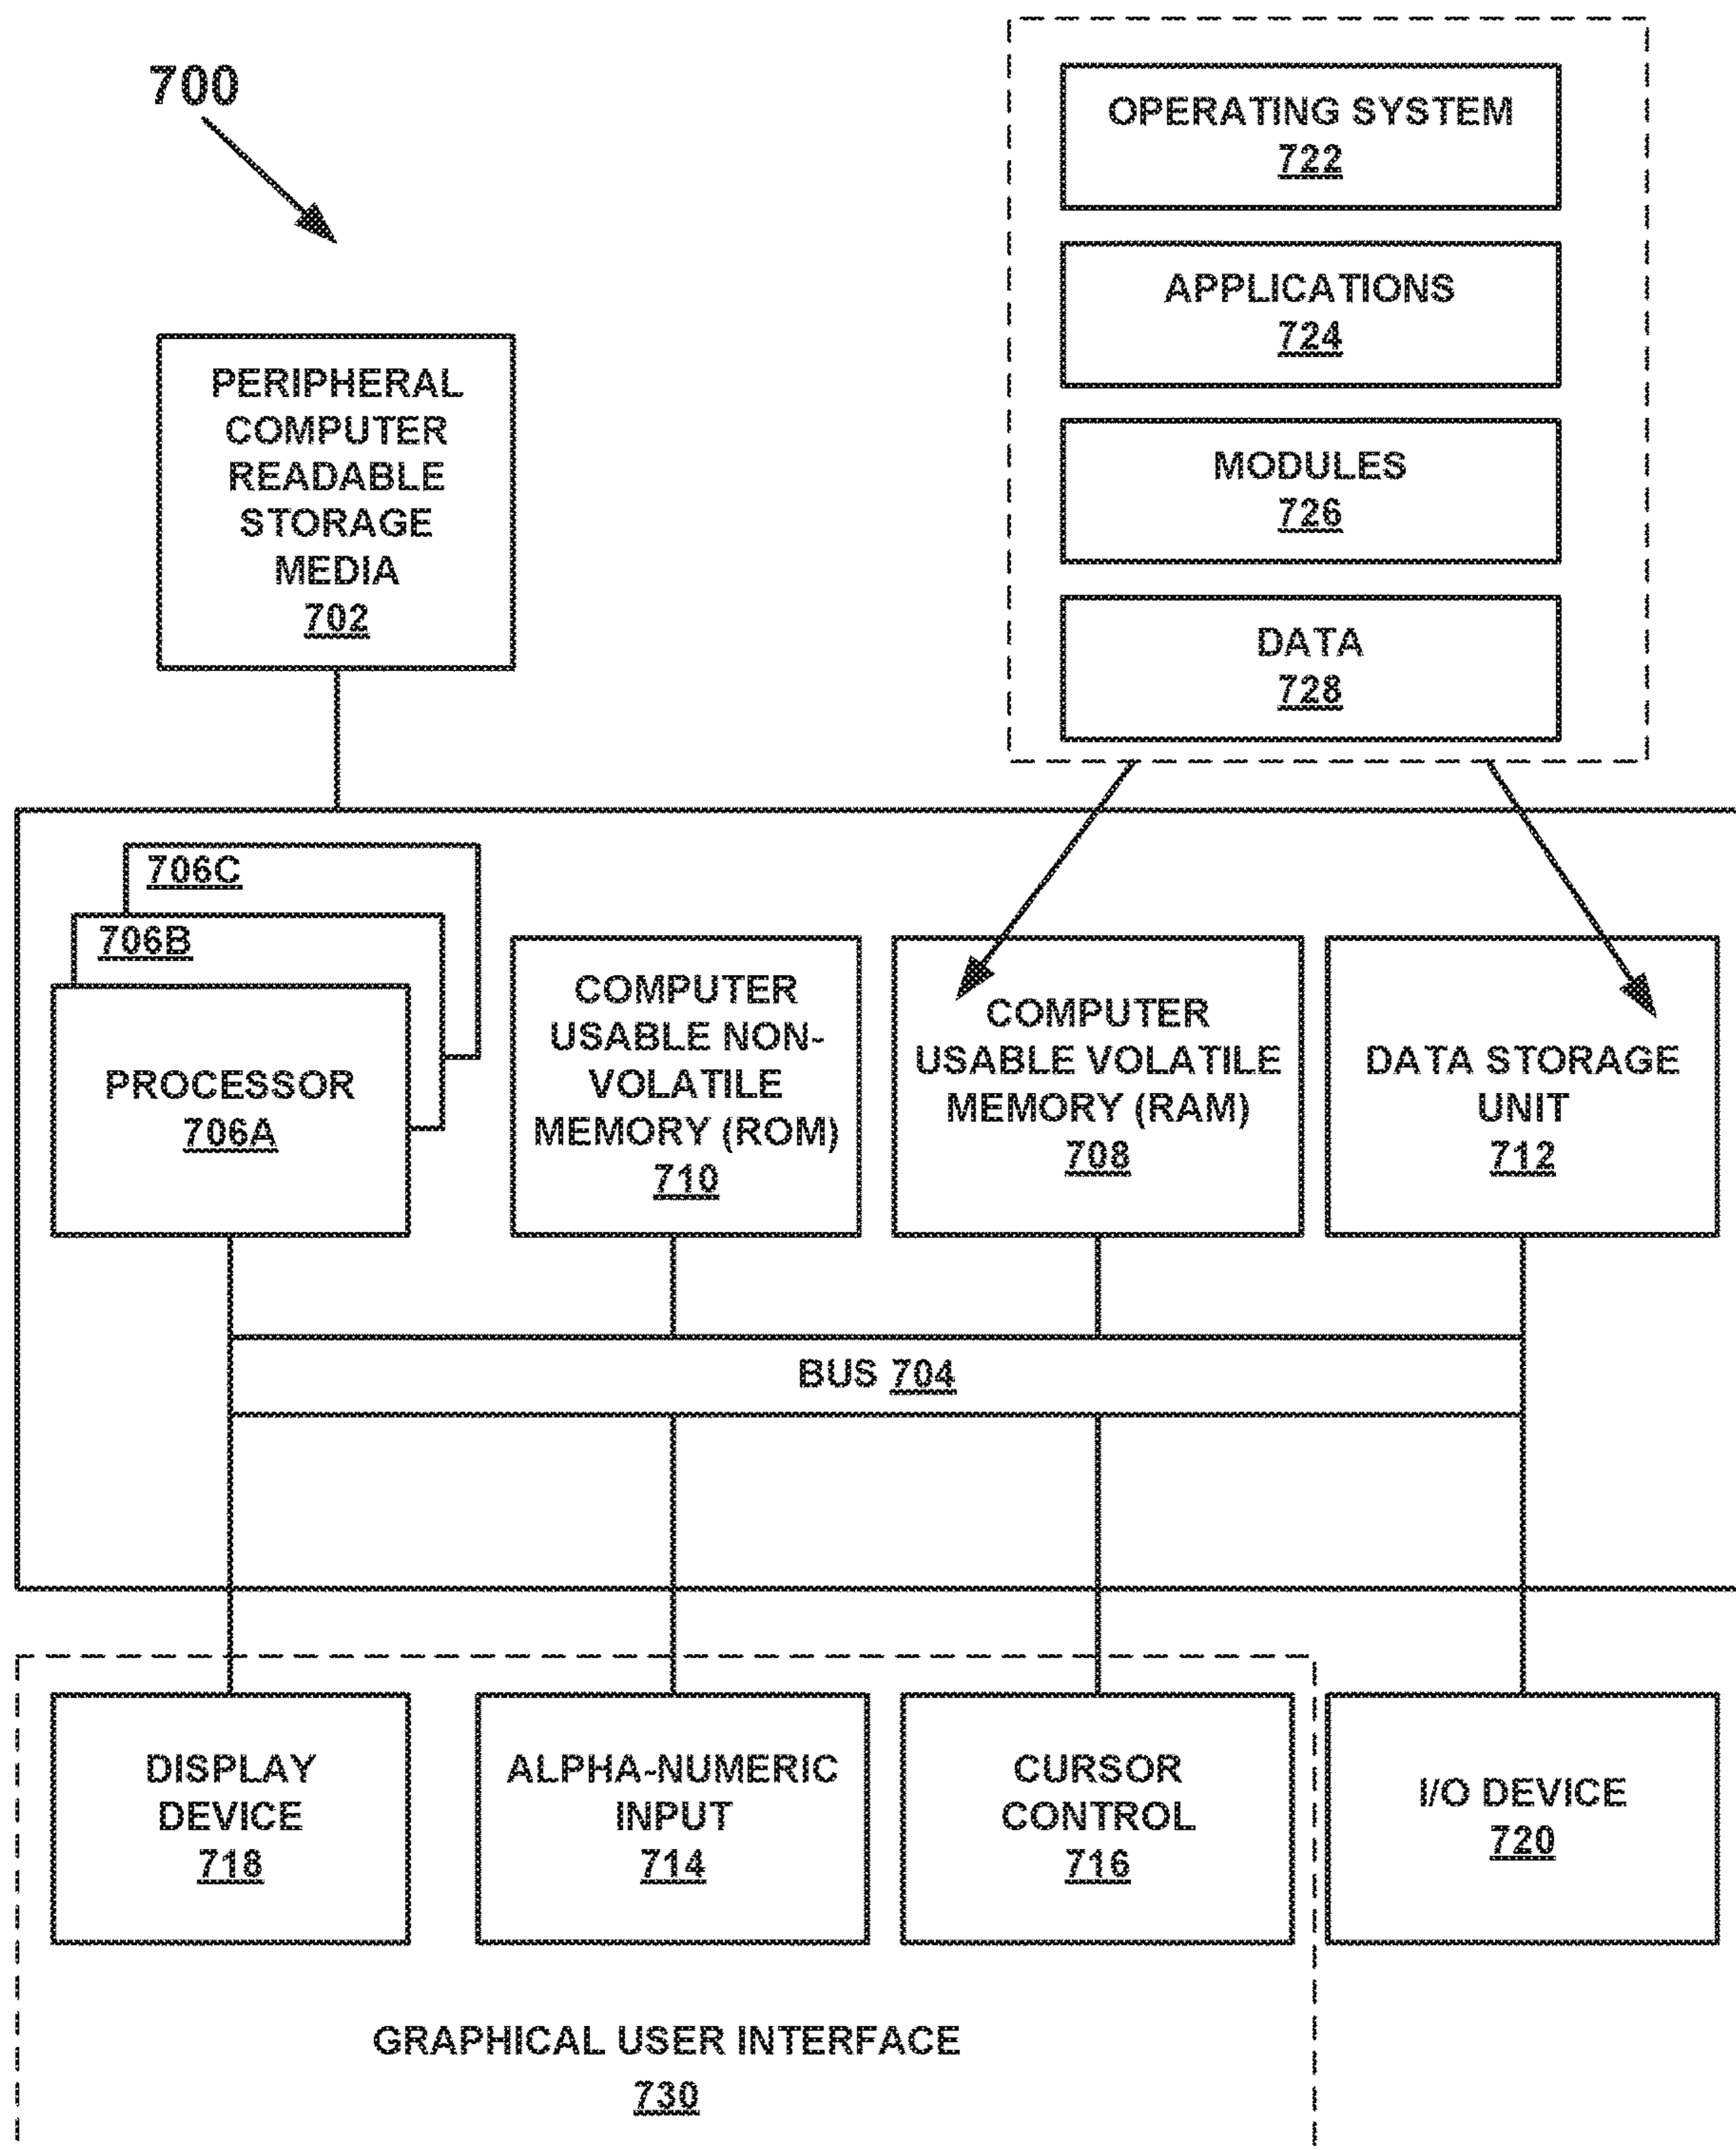 700
OPERATING SYSTEM
722
APPLICATIONS
724
MODULES
726
DATA
728
PERIPHERAL
COMPUTER
READABLE
STORAGE
MEDIA
702
706C
706B
PROCESSOR
706A
COMPUTER
USABLE NON-
VOLATILE
MEMORY (ROM)
710
COMPUTER
USABLE VOLATILE
MEMORY (RAM)
708
DATA STORAGE
UNIT
712
BUS 704
DISPLAY
DEVICE
718
ALPHA-NUMERIC
INPUT
714
CURSOR
CONTROL
716
I/O DEVICE
720
GRAPHICAL USER INTERFACE
730